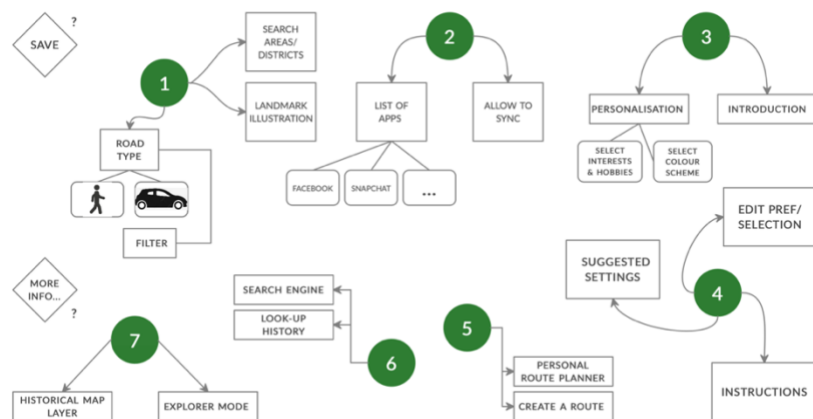 SAVE
?
1
SEARCH
AREAS/
DISTRICTS
LANDMARK
ILLUSTRATION
ROAD
TYPE
FILTER
2
LIST OF
APPS
ALLOW TO
SYNC
FACEBOOK
SNAPCHAT
...
3
PERSONALISATION
INTRODUCTION
SELECT
INTERESTS
& HOBBIES
SELECT
COLOUR
SCHEME
EDIT PREF/
SELECTION
SUGGESTED
SETTINGS
4
INSTRUCTIONS
MORE
INFO...
?
7
HISTORICAL MAP
LAYER
EXPLORER MODE
SEARCH ENGINE
LOOK-UP
HISTORY
6
5
PERSONAL
ROUTE PLANNER
CREATE A ROUTE